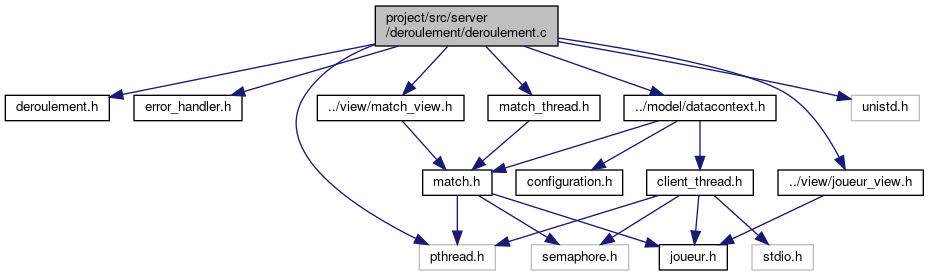 project/src/server
/deroulement/deroulement.c
deroulement.h
error_handler.h
../view/match_view.h
match_thread.h
../model/datacontext.h
unistd.h
match.h
configuration.h
client_thread.h
../view/joueur_view.h
pthread.h
semaphore.h
joueur.h
stdio.h